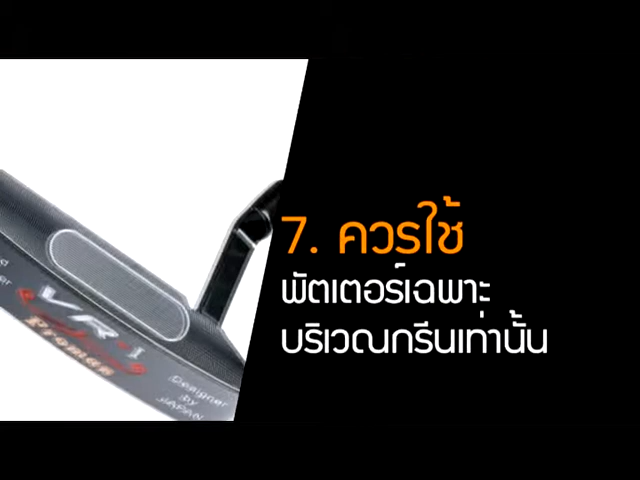 7. ควรใช้
พัตเตอร์เฉพาะ
บริเวณกรีนเท่านั้น
VR-I
Proman
Designer
by
JAPAN